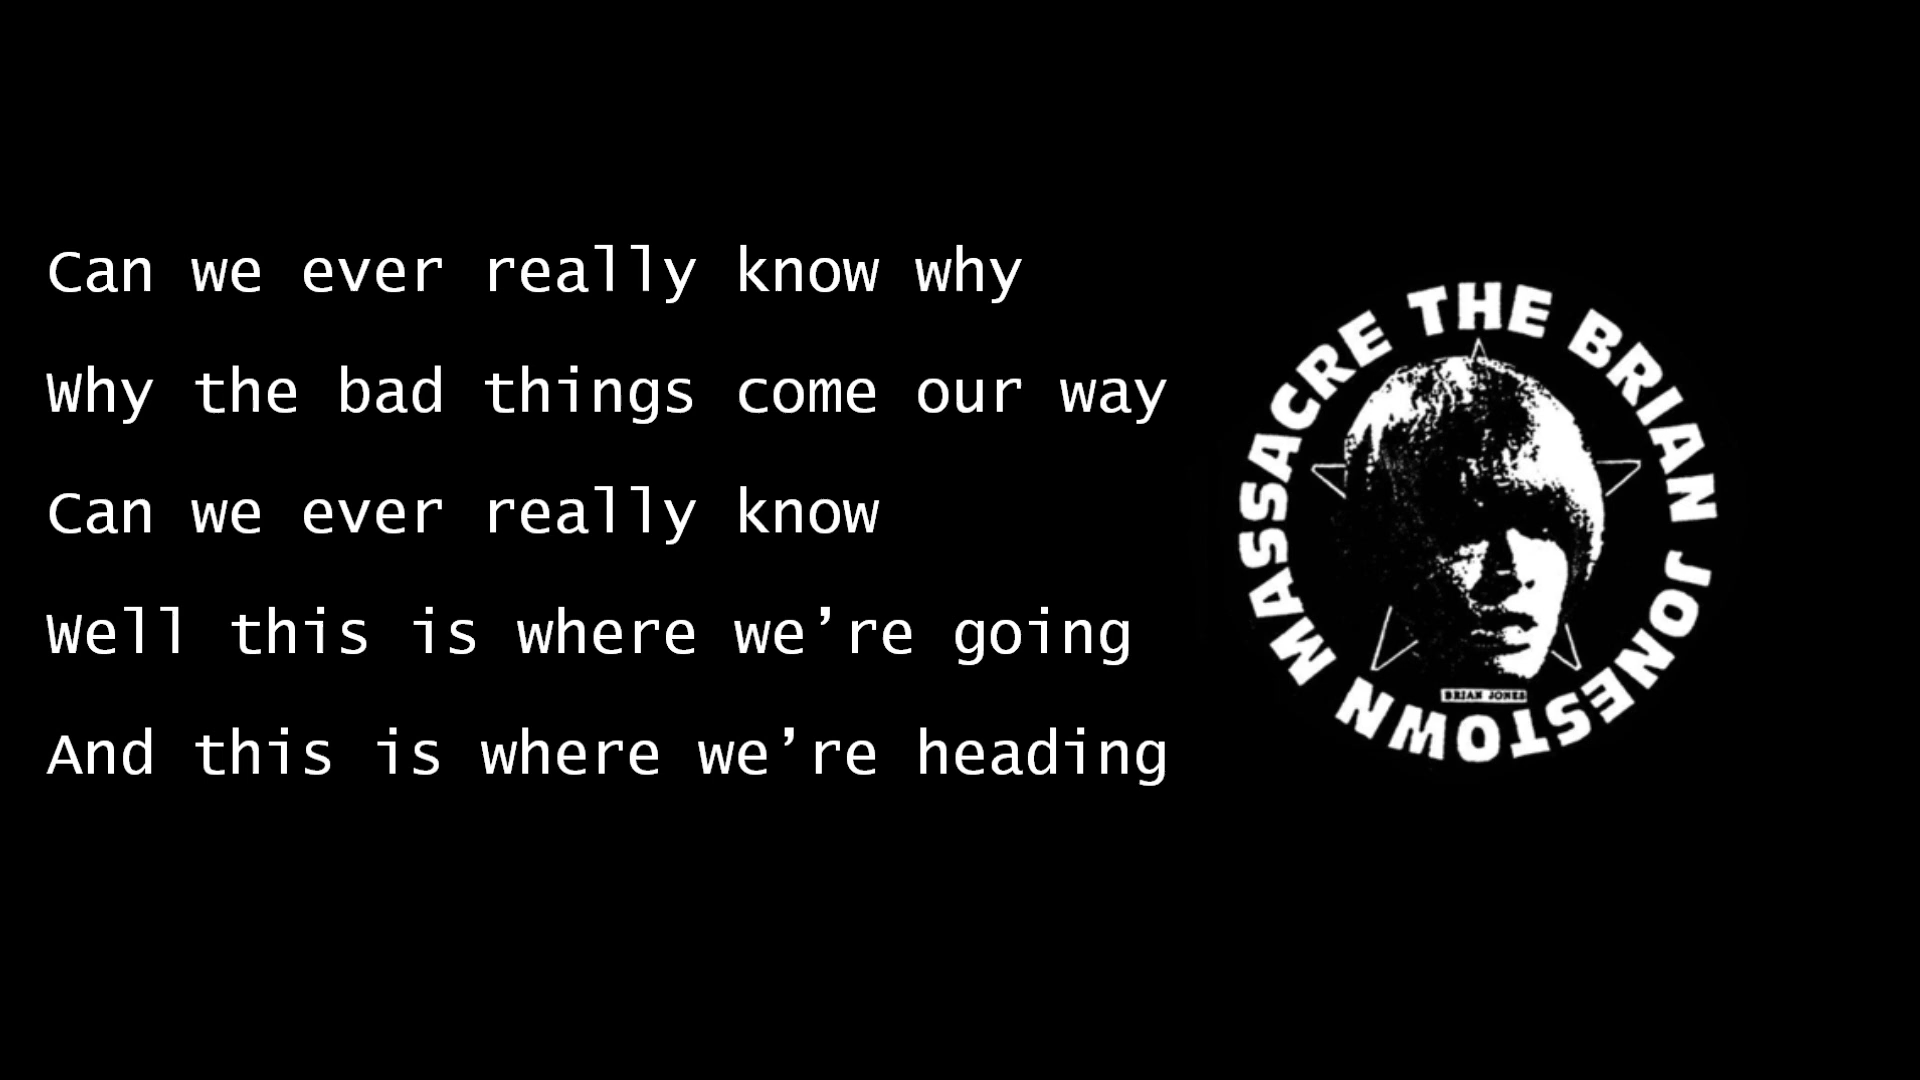 Can we ever really know why
Why the bad things come our way
Can we ever really know
Well this is where we’re going
And this is where we’re heading
THE BRIAN JONESTOWN MASSACRE
BRIAN JONES